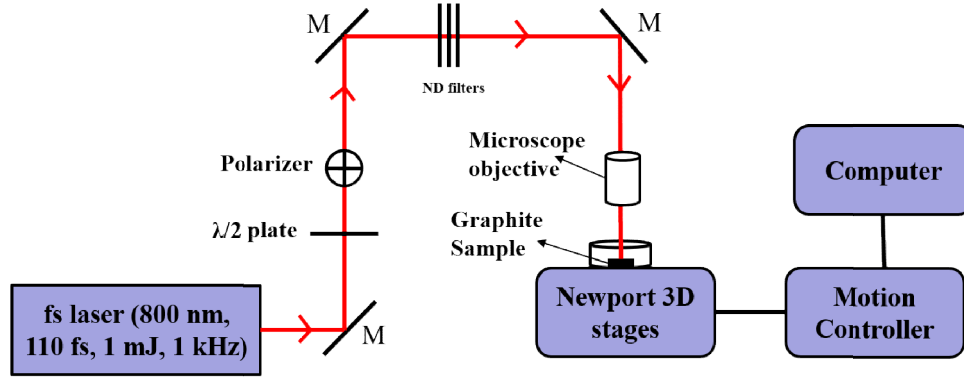 M
M
ND filters
Microscope
objective
Polarizer
Computer
λ/2 plate
Graphite
Sample
fs laser (800 nm,
110 fs, 1 mJ, 1 kHz)
M
Newport 3D
stages
Motion
Controller